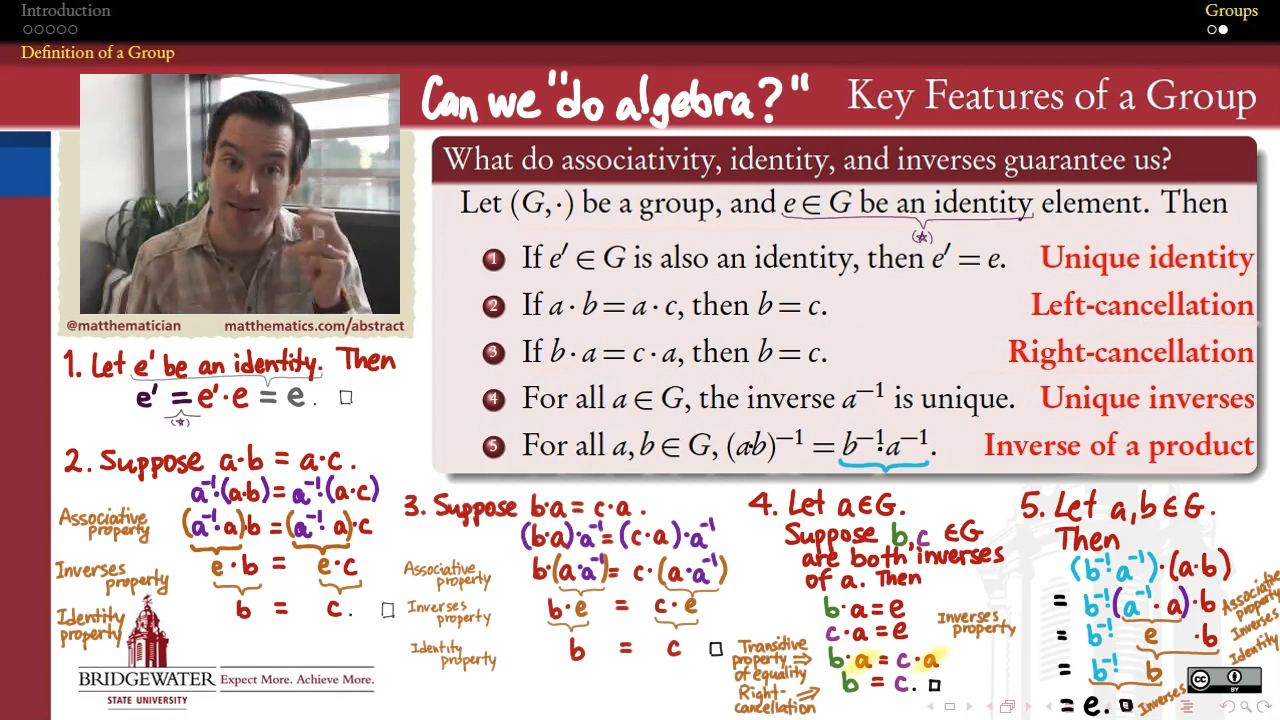 Introduction
Groups
Definition of a Group
Can we "do algebra?"
Key Features of a Group
What do associativity, identity, and inverses guarantee us?
Let (G, ·) be a group, and e ∈ G be an identity element. Then
(★)
1 If e′ ∈ G is also an identity, then e′ = e. Unique identity
2 If a · b = a · c, then b = c. Left-cancellation
3 If b · a = c · a, then b = c. Right-cancellation
4 For all a ∈ G, the inverse a⁻¹ is unique. Unique inverses
5 For all a, b ∈ G, (a·b)⁻¹ = b⁻¹·a⁻¹. Inverse of a product
@matthematician matthematics.com/abstract
1. Let e' be an identity. Then
e' = e'·e = e. □
(★)
2. Suppose a·b = a·c.
a⁻¹·(a·b) = a⁻¹·(a·c)
Associative property
(a⁻¹·a)·b = (a⁻¹·a)·c
Inverses property
e·b = e·c
Identity property
b = c. □
BRIDGEWATER STATE UNIVERSITY
Expect More. Achieve More.
3. Suppose b·a = c·a.
(b·a)·a⁻¹ = (c·a)·a⁻¹
Associative property
b·(a·a⁻¹) = c·(a·a⁻¹)
Inverses property
b·e = c·e
Identity property
b = c □
4. Let a∈G.
Suppose b,c ∈G
are both inverses
of a. Then
b·a = e
c·a = e
Inverses property
Transitive property of equality ⇒
b·a = c·a
Right-cancellation ⇒
b = c. □
5. Let a,b ∈ G.
Then
(b⁻¹·a⁻¹)·(a·b)
= b⁻¹·(a⁻¹·a)·b
Associative property
= b⁻¹· e ·b
Inverses
= b⁻¹· b
Identity
= e. □
Inverses
CC BY